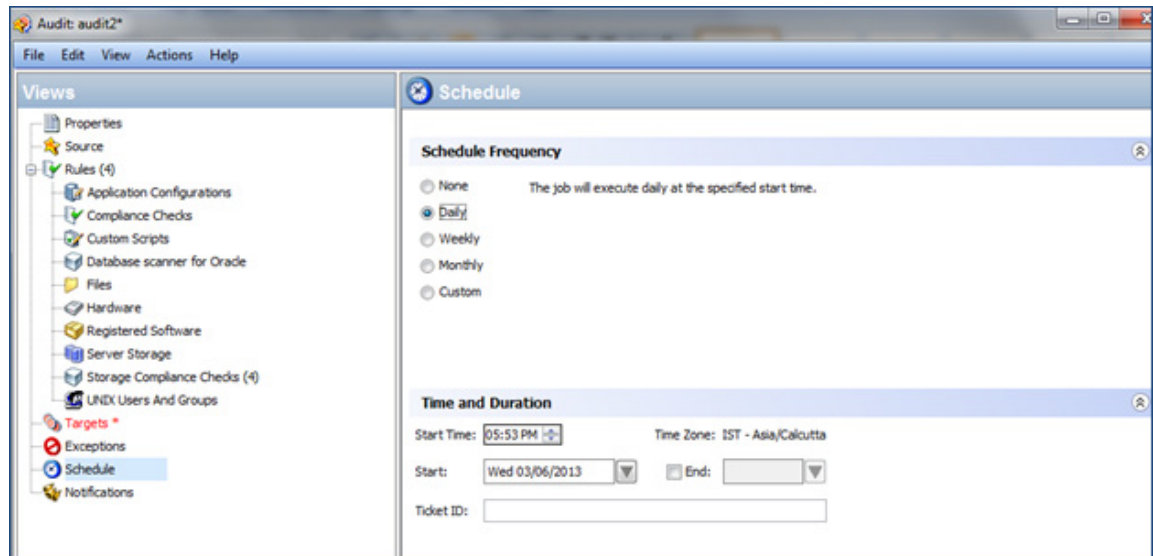 Audit: audit2*
File Edit View Actions Help
Views
Properties
Source
Rules (4)
Application Configurations
Compliance Checks
Custom Scripts
Database scanner for Oracle
Files
Hardware
Registered Software
Server Storage
Storage Compliance Checks (4)
UNIX Users And Groups
Targets *
Exceptions
Schedule
Notifications
Schedule
Schedule Frequency
None The job will execute daily at the specified start time.
Daily
Weekly
Monthly
Custom
Time and Duration
Start Time: 05:53 PM Time Zone: IST - Asia/Calcutta
Start: Wed 03/06/2013 End:
Ticket ID: